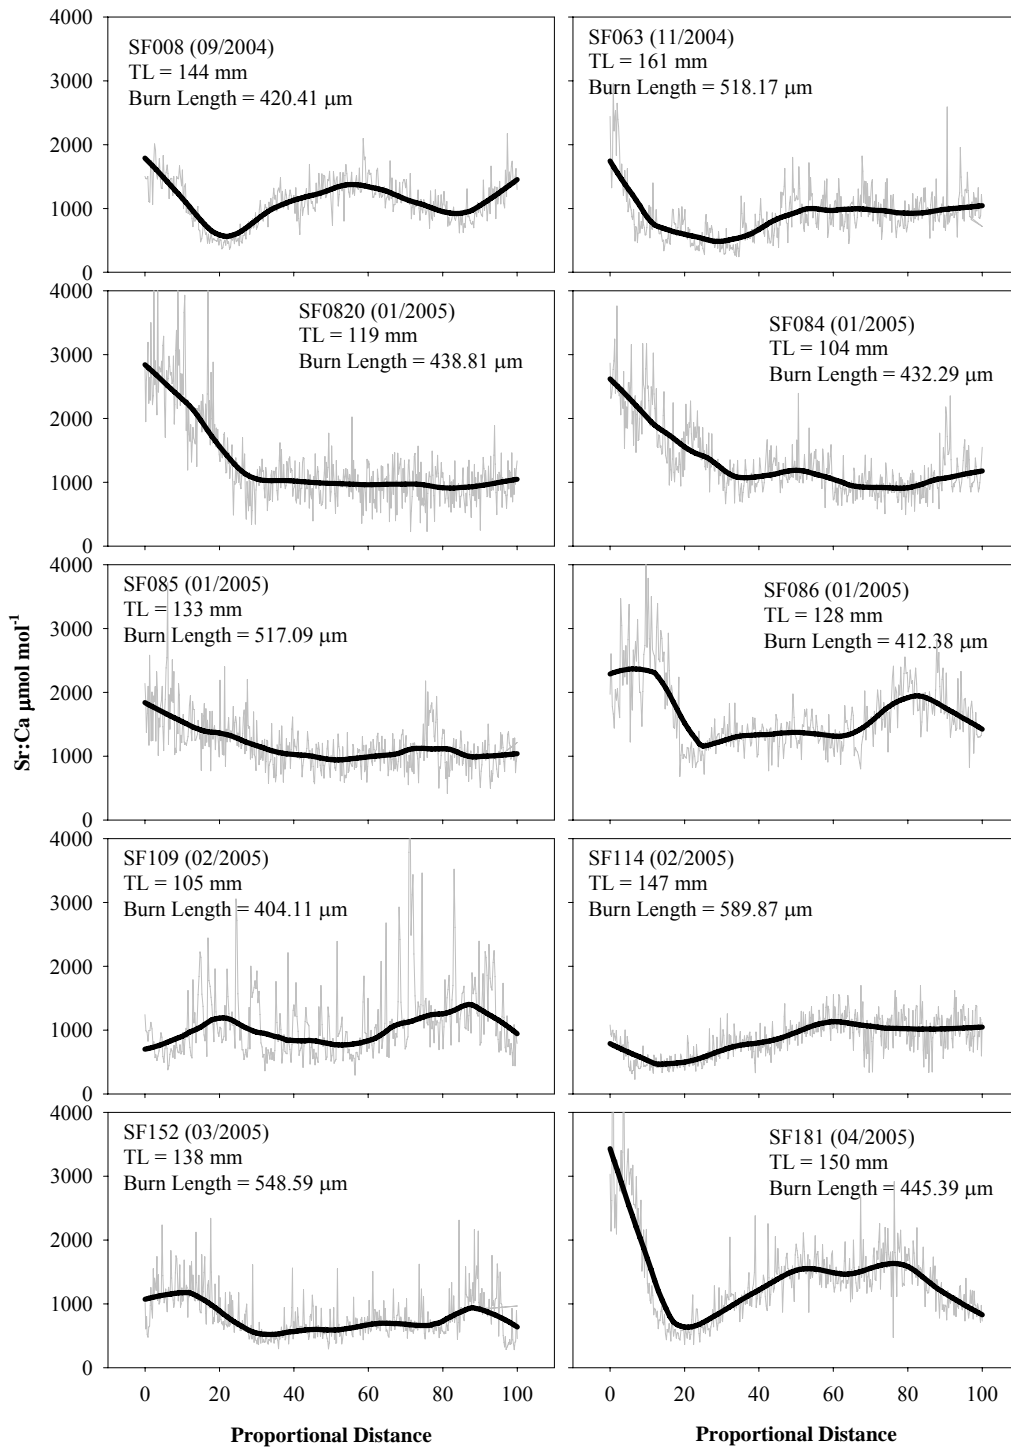 4000
3000
2000
1000
0
SF008 (09/2004)
TL = 144 mm
Burn Length = 420.41 μm
SF063 (11/2004)
TL = 161 mm
Burn Length = 518.17 μm
4000
3000
2000
1000
0
SF0820 (01/2005)
TL = 119 mm
Burn Length = 438.81 μm
SF084 (01/2005)
TL = 104 mm
Burn Length = 432.29 μm
Sr:Ca μmol mol-1
4000
3000
2000
1000
0
SF085 (01/2005)
TL = 133 mm
Burn Length = 517.09 μm
SF086 (01/2005)
TL = 128 mm
Burn Length = 412.38 μm
4000
3000
2000
1000
0
SF109 (02/2005)
TL = 105 mm
Burn Length = 404.11 μm
SF114 (02/2005)
TL = 147 mm
Burn Length = 589.87 μm
4000
3000
2000
1000
0
SF152 (03/2005)
TL = 138 mm
Burn Length = 548.59 μm
SF181 (04/2005)
TL = 150 mm
Burn Length = 445.39 μm
0 20 40 60 80 100
0 20 40 60 80 100
Proportional Distance
Proportional Distance